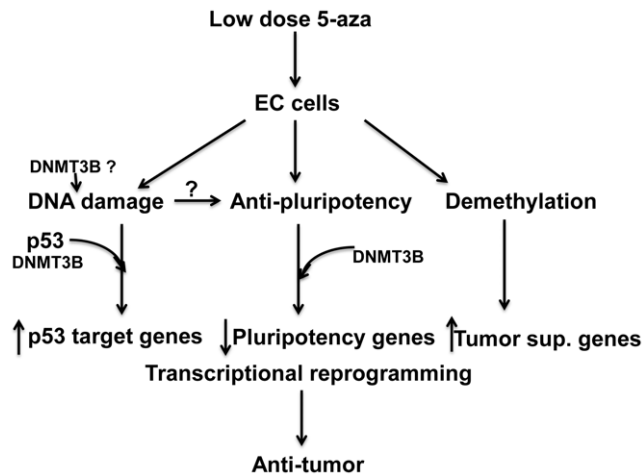 Low dose 5-aza
EC cells
DNMT3B ?
DNA damage ? Anti-pluripotency Demethylation
p53
DNMT3B
DNMT3B
p53 target genes Pluripotency genes Tumor sup. genes
Transcriptional reprogramming
Anti-tumor